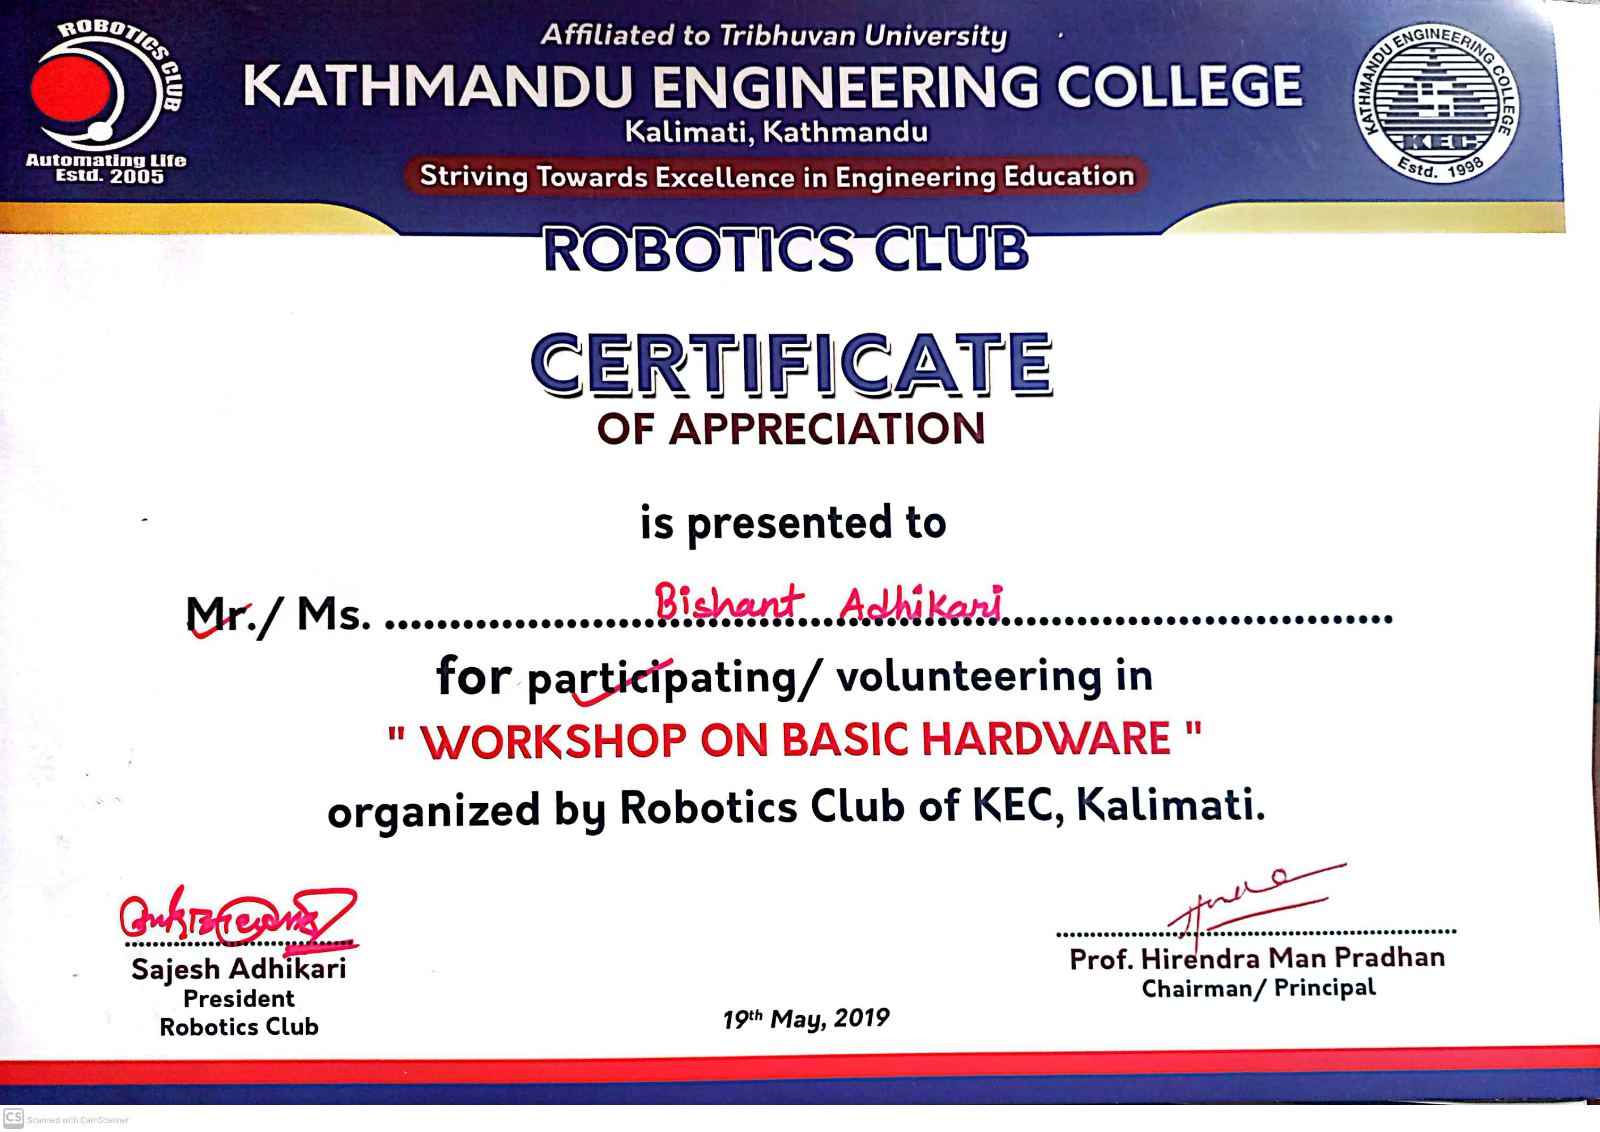 ROBOTICS CLUB
Automating Life
Estd. 2005
Affiliated to Tribhuvan University
KATHMANDU ENGINEERING COLLEGE
Kalimati, Kathmandu
Striving Towards Excellence in Engineering Education
KATHMANDU ENGINEERING COLLEGE
KEC
Estd. 1998
ROBOTICS CLUB
CERTIFICATE
OF APPRECIATION
is presented to
Mr./ Ms. Bishant Adhikari
for participating/ volunteering in
" WORKSHOP ON BASIC HARDWARE "
organized by Robotics Club of KEC, Kalimati.
Sajesh Adhikari
President
Robotics Club
Prof. Hirendra Man Pradhan
Chairman/ Principal
19th May, 2019
CS Scanned with CamScanner